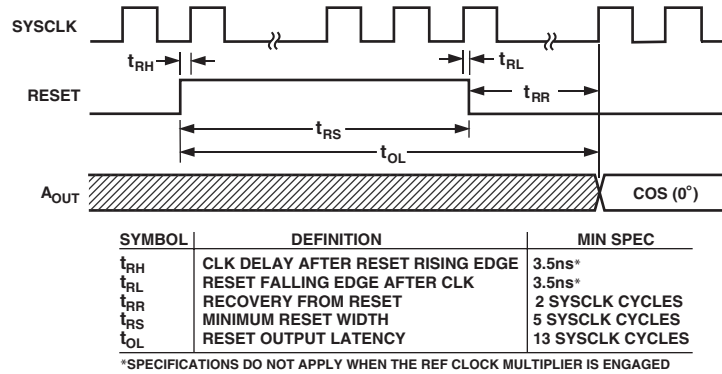 SYSCLK
tRH
tRL
RESET
tRR
tRS
tOL
AOUT
COS (0°)
SYMBOL DEFINITION MIN SPEC
tRH CLK DELAY AFTER RESET RISING EDGE 3.5ns*
tRL RESET FALLING EDGE AFTER CLK 3.5ns*
tRR RECOVERY FROM RESET 2 SYSCLK CYCLES
tRS MINIMUM RESET WIDTH 5 SYSCLK CYCLES
tOL RESET OUTPUT LATENCY 13 SYSCLK CYCLES
*SPECIFICATIONS DO NOT APPLY WHEN THE REF CLOCK MULTIPLIER IS ENGAGED